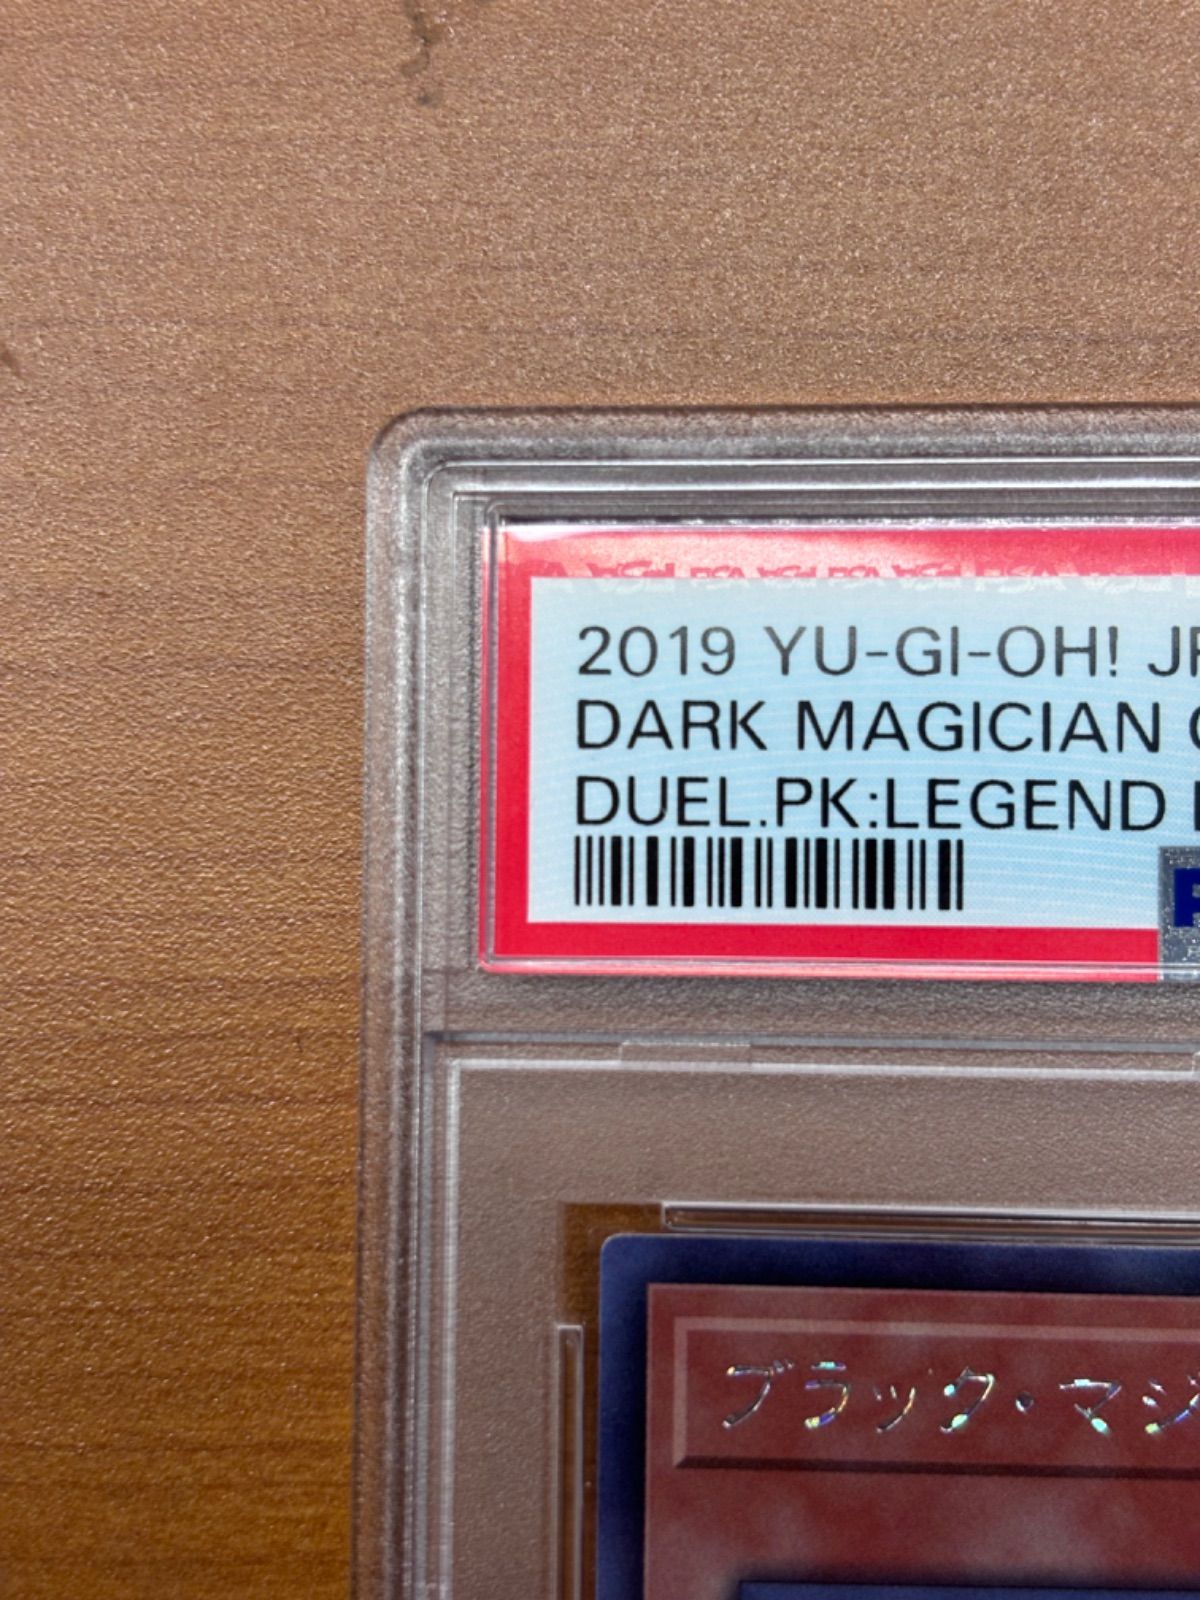 2019 YU-GI-OH! JP
DARK MAGICIAN
DUEL.PK:LEGEND
ブラック・マジ